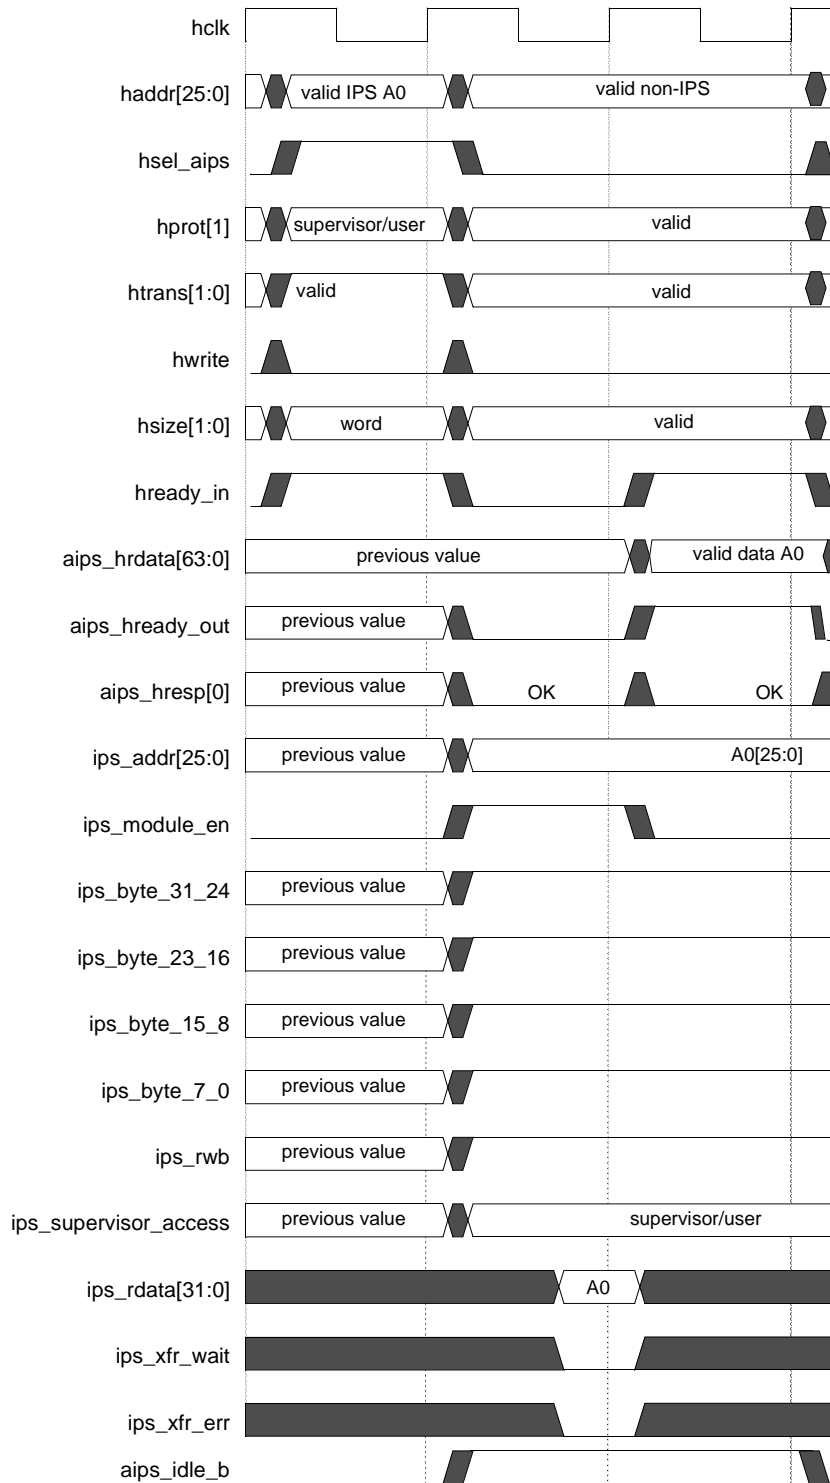 hclk
haddr[25:0] valid IPS A0 valid non-IPS
hsel_aips
hprot[1] supervisor/user valid
htrans[1:0] valid valid
hwrite
hsize[1:0] word valid
hready_in
aips_hrdata[63:0] previous value valid data A0
aips_hready_out previous value
aips_hresp[0] previous value OK OK
ips_addr[25:0] previous value A0[25:0]
ips_module_en
ips_byte_31_24 previous value
ips_byte_23_16 previous value
ips_byte_15_8 previous value
ips_byte_7_0 previous value
ips_rwb previous value
ips_supervisor_access previous value supervisor/user
ips_rdata[31:0] A0
ips_xfr_wait
ips_xfr_err
aips_idle_b